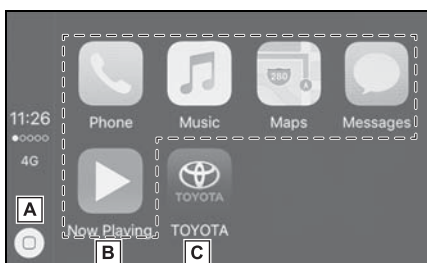 280
Phone
Music
Maps
Messages
11:26
4G
TOYOTA
A
Now Playing
TOYOTA
B
C